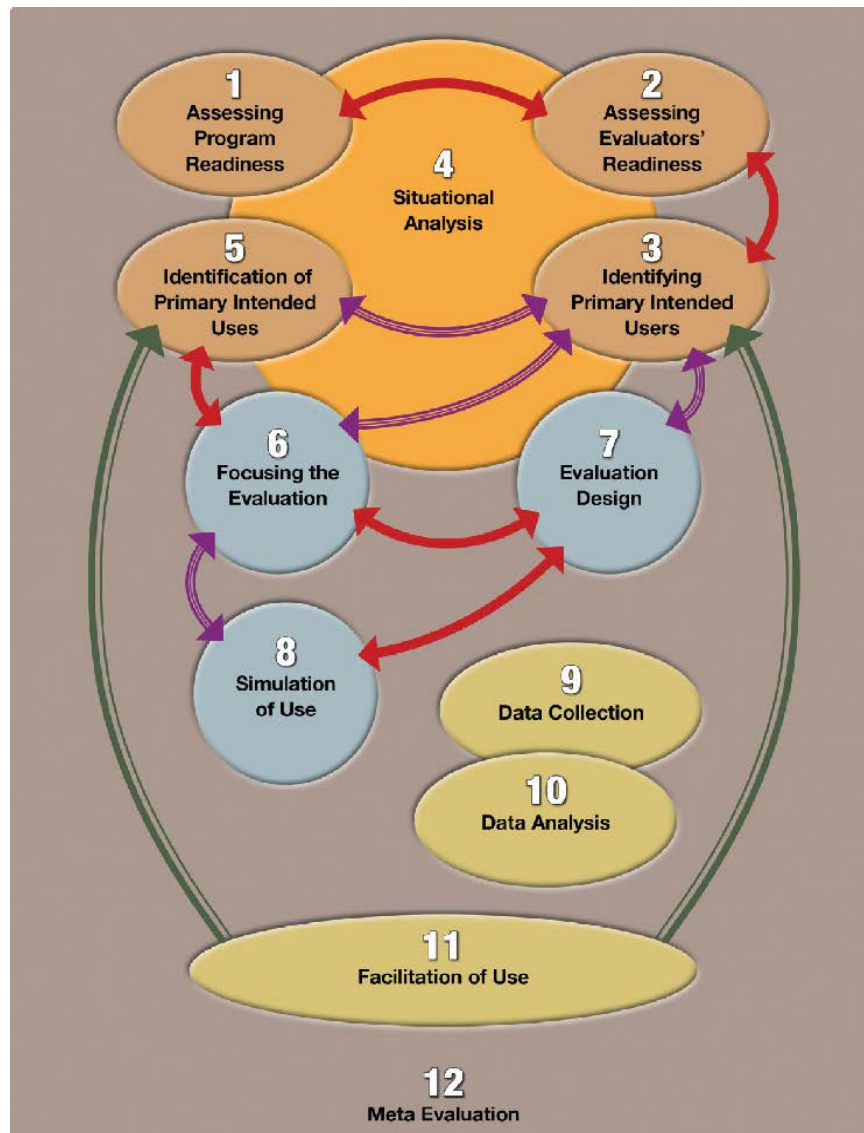 1
Assessing
Program
Readiness
2
Assessing
Evaluators’
Readiness
4
Situational
Analysis
5
Identification of
Primary Intended
Uses
3
Identifying
Primary Intended
Users
6
Focusing the
Evaluation
7
Evaluation
Design
8
Simulation
of Use
9
Data Collection
10
Data Analysis
11
Facilitation of Use
12
Meta Evaluation